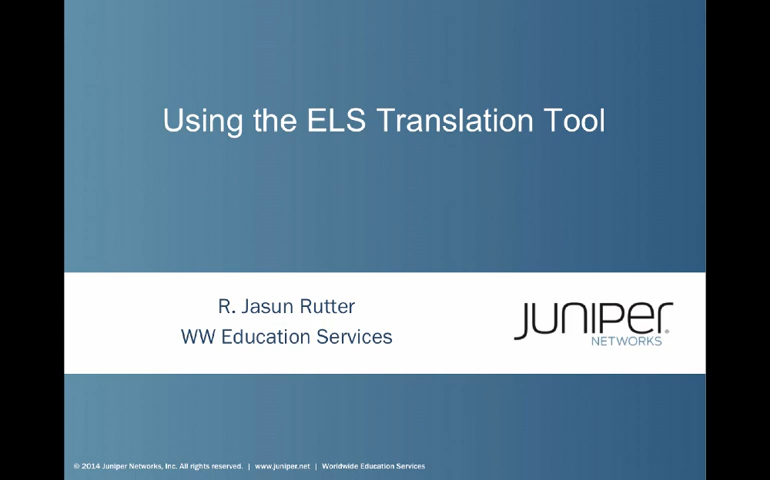 Using the ELS Translation Tool
R. Jasun Rutter
WW Education Services
JUNIPER
NETWORKS
© 2014 Juniper Networks, Inc. All rights reserved. | www.juniper.net | Worldwide Education Services